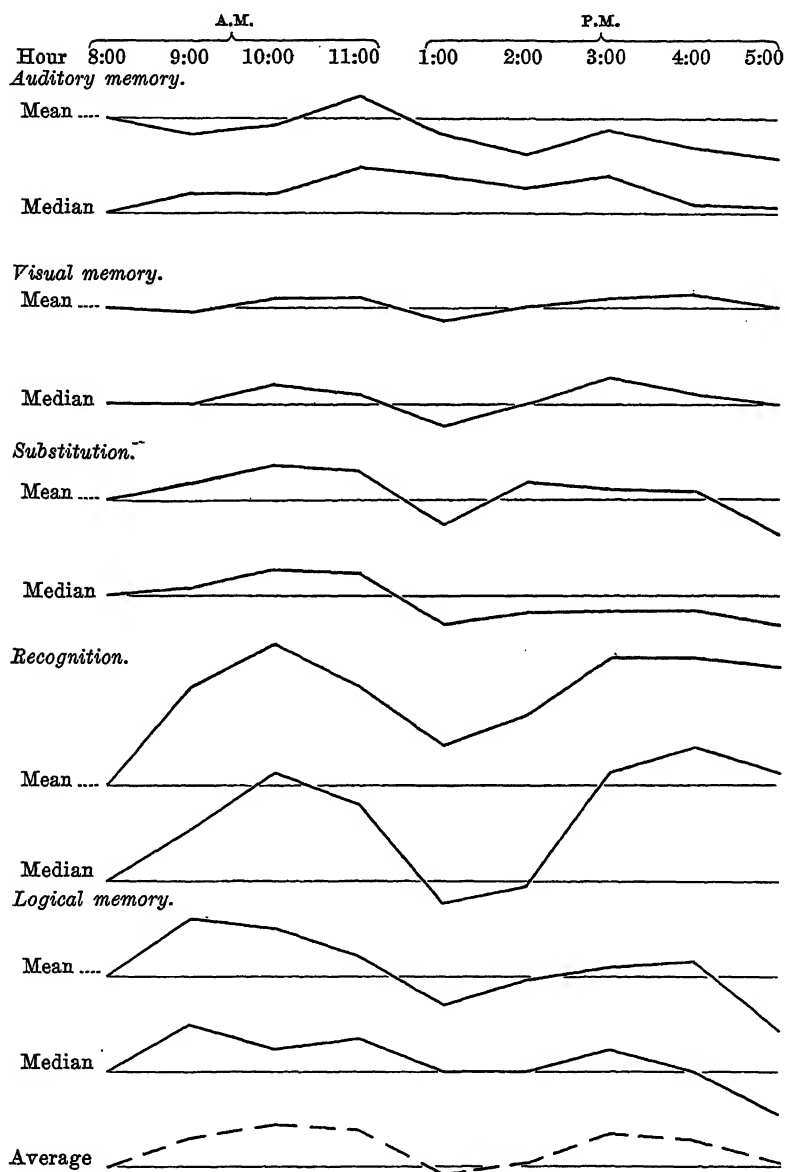 A.M. P.M.
Hour 8:00 9:00 10:00 11:00 1:00 2:00 3:00 4:00 5:00
Auditory memory.
Mean ....
Median
Visual memory.
Mean ....
Median
Substitution.
Mean ....
Median
Recognition.
Mean ....
Median
Logical memory.
Mean ....
Median
Average